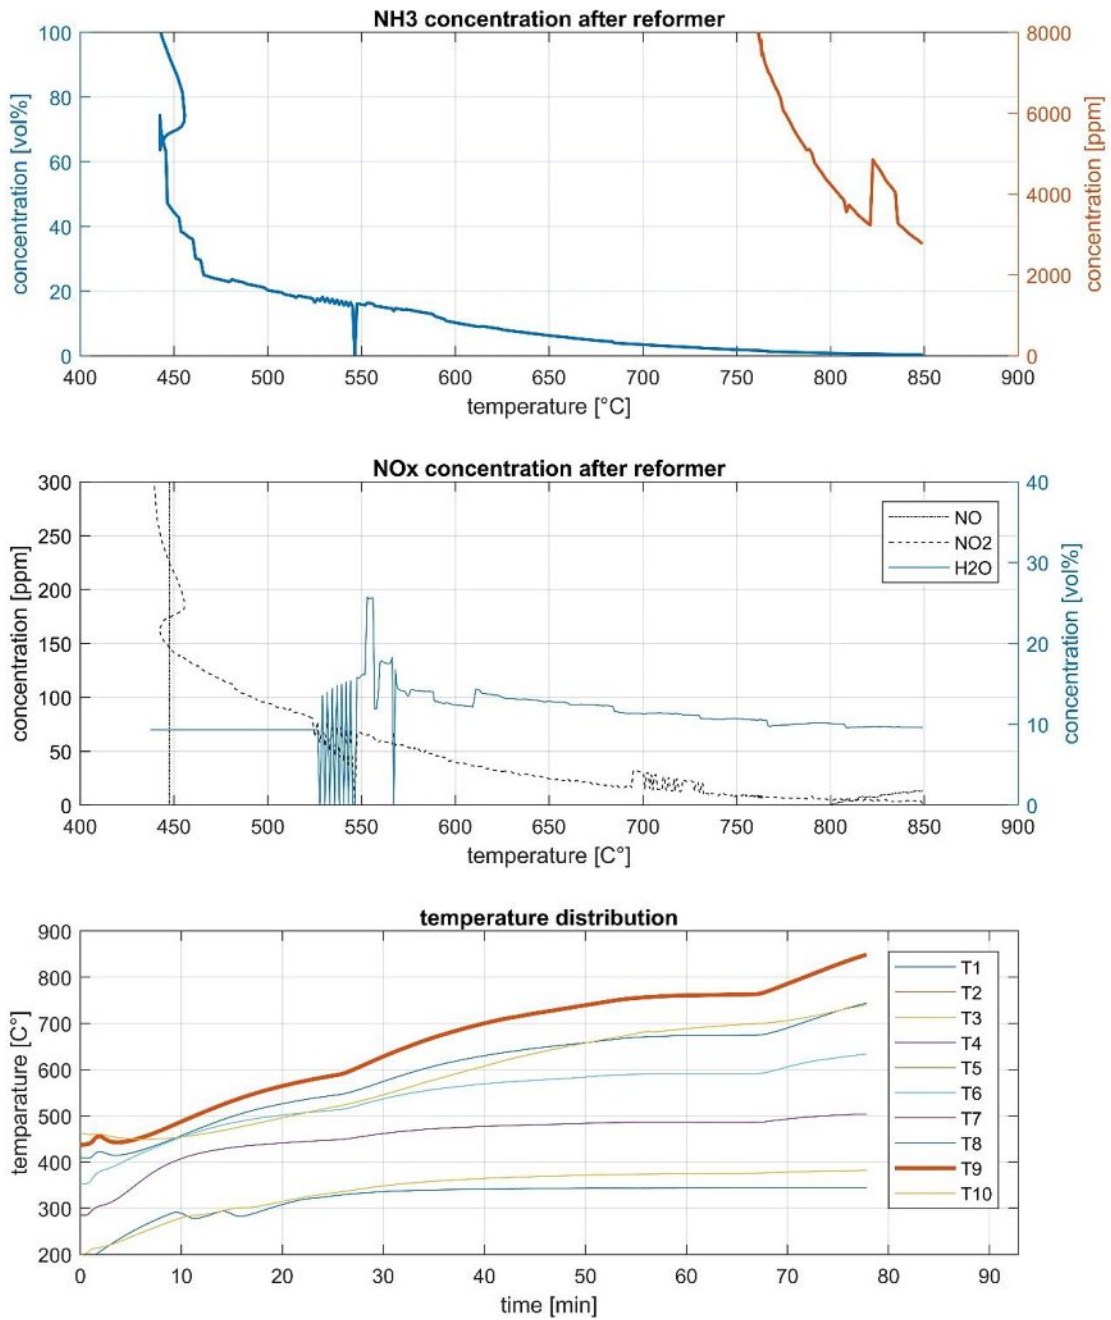 NH3 concentration after reformer
100
80
60
40
20
0
concentration [vol%]
8000
6000
4000
2000
0
concentration [ppm]
400 450 500 550 600 650 700 750 800 850 900
temperature [°C]
NOx concentration after reformer
300
250
200
150
100
50
0
concentration [ppm]
NO
NO2
H2O
40
30
20
10
0
concentration [vol%]
400 450 500 550 600 650 700 750 800 850 900
temperature [C°]
temperature distribution
900
800
700
600
500
400
300
200
temparature [C°]
T1
T2
T3
T4
T5
T6
T7
T8
T9
T10
0 10 20 30 40 50 60 70 80 90
time [min]